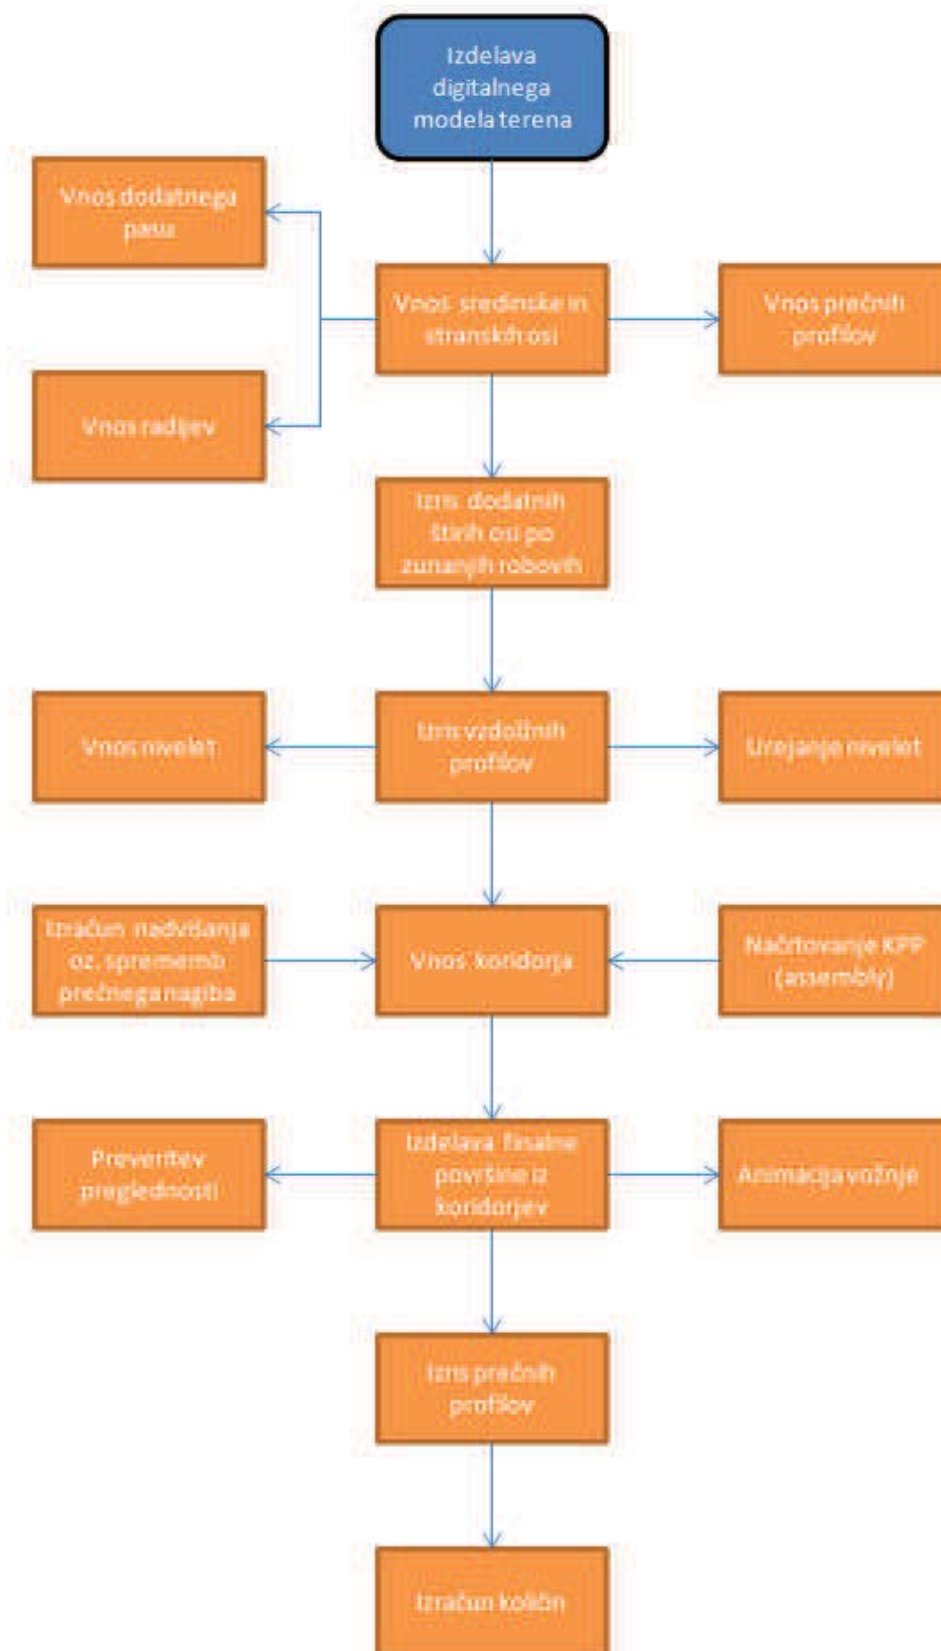 Izdelava
digitalnega
modela terena
Vnos dodatnega
pasu
Vnos sredinske in
stranskih osi
Vnos prečnih
profilov
Vnos radijev
Izris dodatnih
štirih osi po
zunanjih robovih
Vnos nivelet
Izris vzdolžnih
profilov
Urejanje nivelet
Izračun nadvišanja
oz. sprememb
prečnega nagiba
Vnos koridorja
Načrtovanje KPP
(assembly)
Preveritev
preglednosti
Izdelava finalne
površine iz
koridorjev
Animacija vožnje
Izris prečnih
profilov
Izračun količin